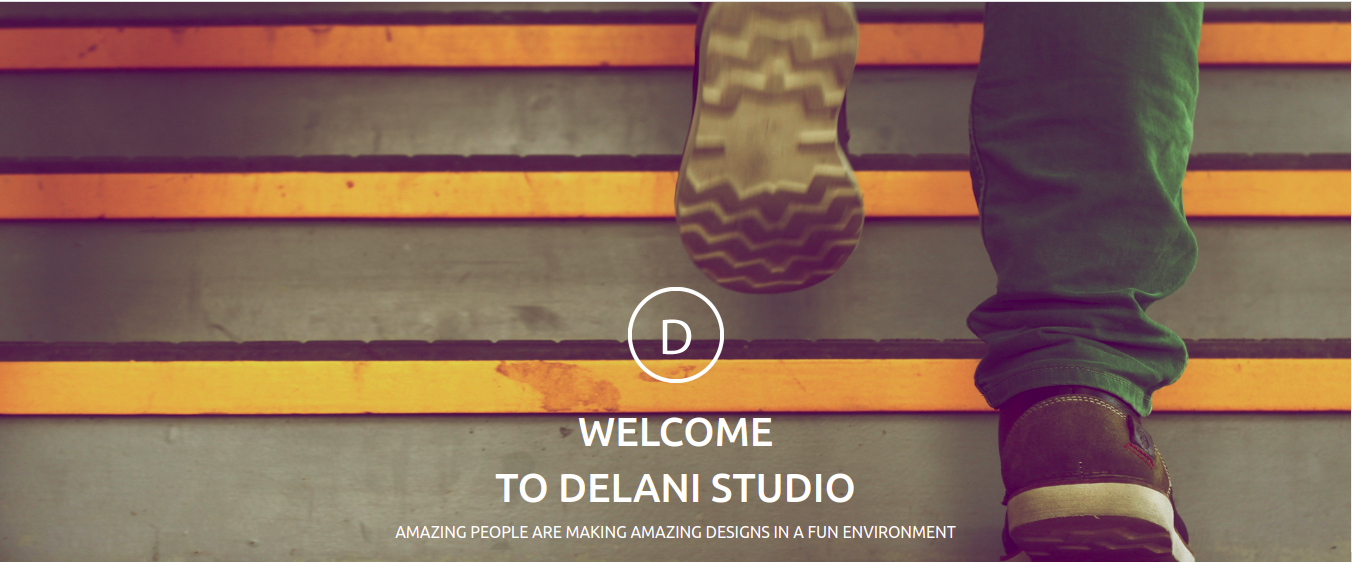 D
WELCOME
TO DELANI STUDIO
AMAZING PEOPLE ARE MAKING AMAZING DESIGNS IN A FUN ENVIRONMENT